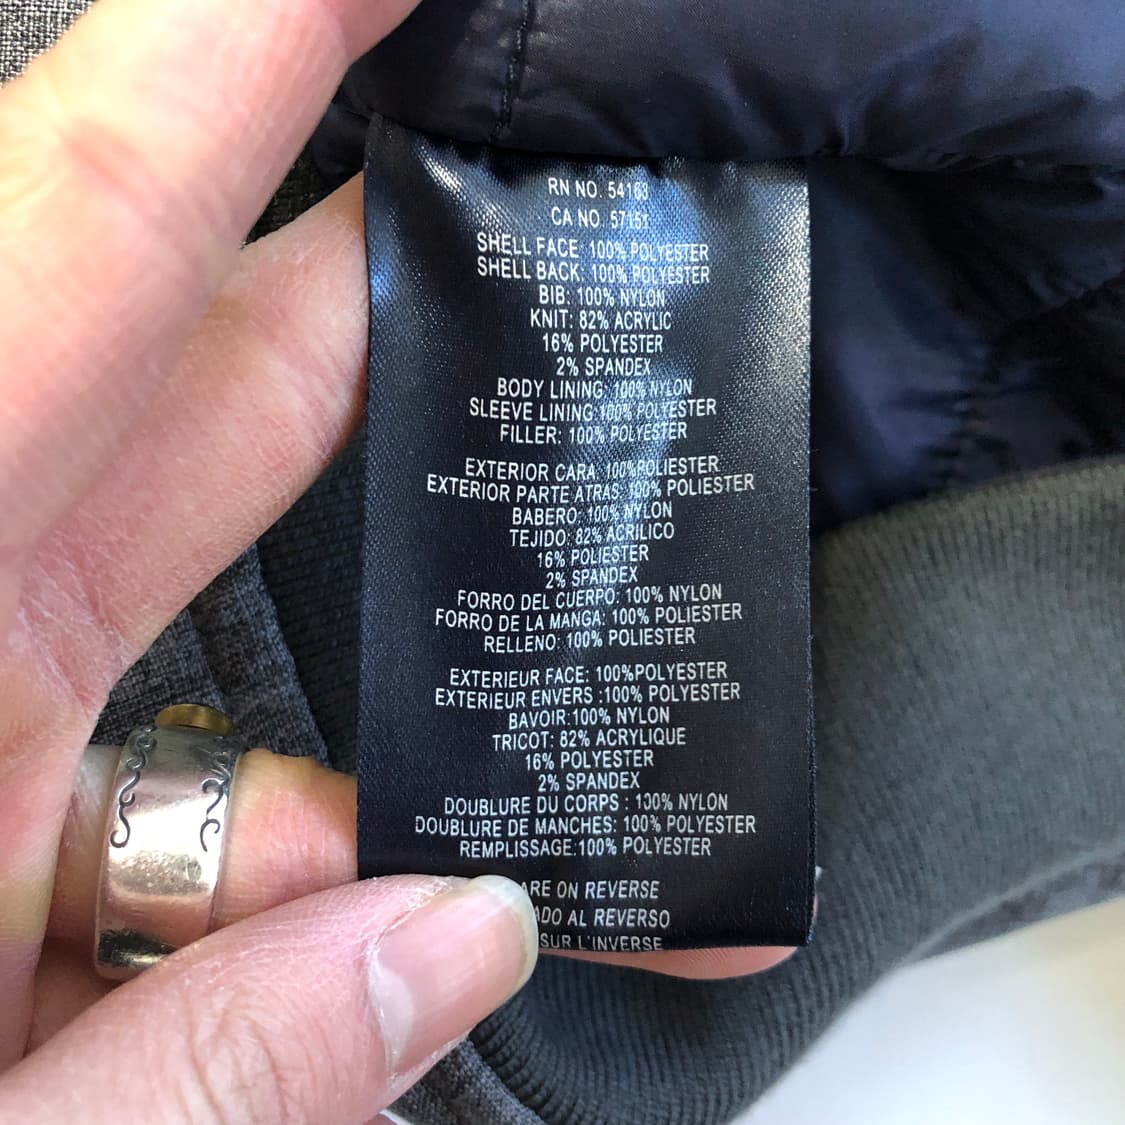 RN NO. 54163
CA NO. 57151
SHELL FACE 100% POLYESTER
SHELL BACK: 100% POLYESTER
BIB: 100% NYLON
KNIT: 82% ACRYLIC
16% POLYESTER
2% SPANDEX
BODY LINING: 100% NYLON
SLEEVE LINING:100% POLYESTER
FILLER: 100% POLYESTER
EXTERIOR CARA 100%POLIESTER
EXTERIOR PARTE ATRAS: 100% POLIESTER
BABERO: 100% NYLON
TEJIDO: 82% ACRILICO
16% POLIESTER
2% SPANDEX
FORRO DEL CUERPO: 100% NYLON
FORRO DE LA MANGA: 100% POLIESTER
RELLENO: 100% POLIESTER
EXTERIEUR FACE: 100%POLYESTER
EXTERIEUR ENVERS :100% POLYESTER
BAVOIR:100% NYLON
TRICOT: 82% ACRYLIQUE
16% POLYESTER
2% SPANDEX
DOUBLURE DU CORPS : 100% NYLON
DOUBLURE DE MANCHES: 100% POLYESTER
REMPLISSAGE:100% POLYESTER
ARE ON REVERSE
ADO AL REVERSO
SUR L'INVERSE